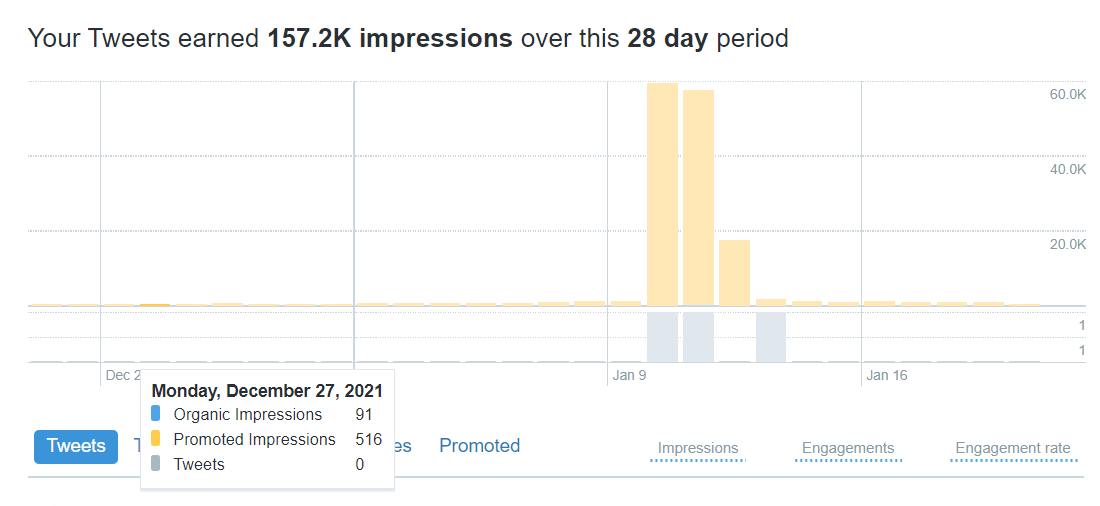 Your Tweets earned 157.2K impressions over this 28 day period
60.0K
40.0K
20.0K
1
1
Dec 2
Jan 9
Jan 16
Monday, December 27, 2021
Organic Impressions 91
Promoted Impressions 516
Tweets 0
Tweets
Promoted
Impressions
Engagements
Engagement rate